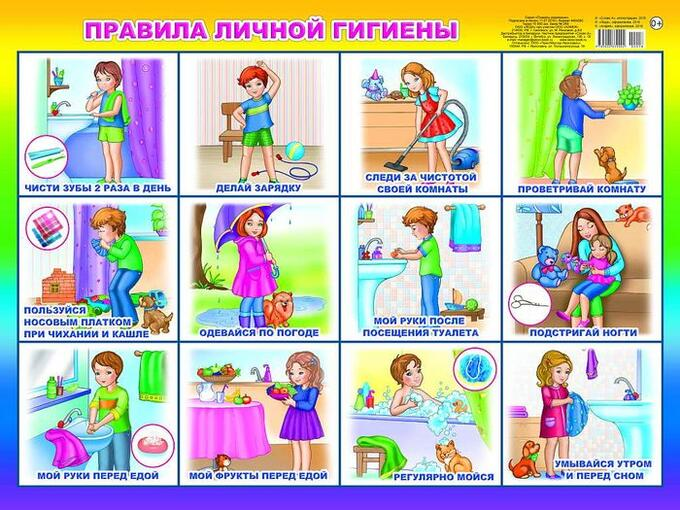 ПРАВИЛА ЛИЧНОЙ ГИГИЕНЫ
0+
ЧИСТИ ЗУБЫ 2 РАЗА В ДЕНЬ
ДЕЛАЙ ЗАРЯДКУ
СЛЕДИ ЗА ЧИСТОТОЙ
СВОЕЙ КОМНАТЫ
ПРОВЕТРИВАЙ КОМНАТУ
ПОЛЬЗУЙСЯ
НОСОВЫМ ПЛАТКОМ
ПРИ ЧИХАНИИ И КАШЛЕ
ОДЕВАЙСЯ ПО ПОГОДЕ
МОЙ РУКИ ПОСЛЕ
ПОСЕЩЕНИЯ ТУАЛЕТА
ПОДСТРИГАЙ НОГТИ
МОЙ РУКИ ПЕРЕД ЕДОЙ
МОЙ ФРУКТЫ ПЕРЕД ЕДОЙ
РЕГУЛЯРНО МОЙСЯ
УМЫВАЙСЯ УТРОМ
И ПЕРЕД СНОМ